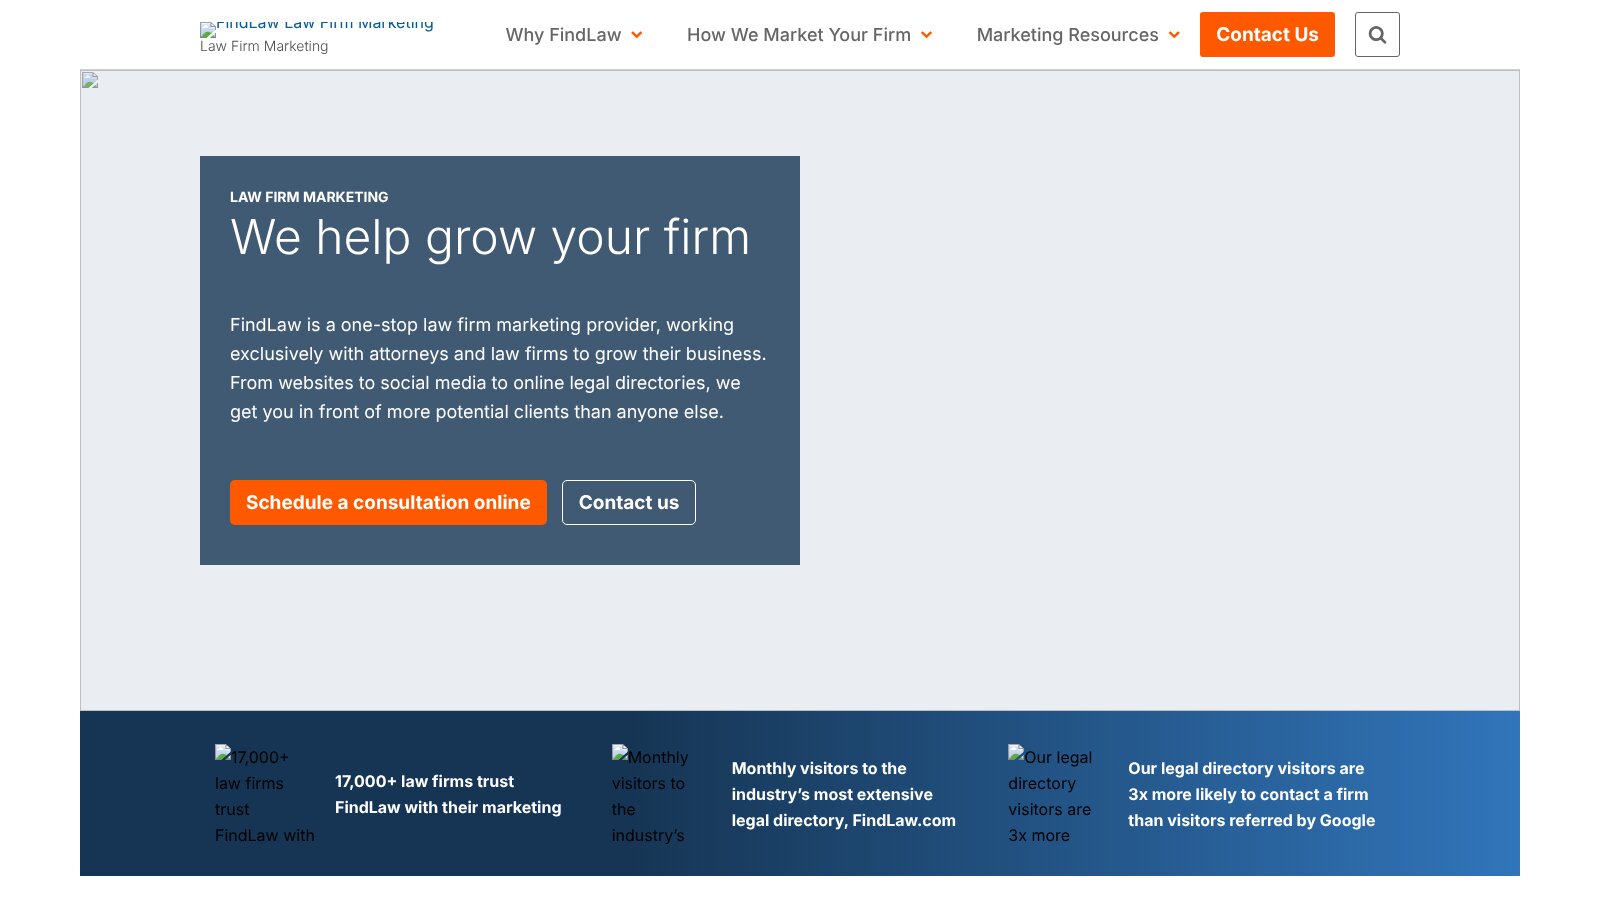 FindLaw Law Firm Marketing
Law Firm Marketing
Why FindLaw
How We Market Your Firm
Marketing Resources
Contact Us
LAW FIRM MARKETING
We help grow your firm
FindLaw is a one-stop law firm marketing provider, working
exclusively with attorneys and law firms to grow their business.
From websites to social media to online legal directories, we
get you in front of more potential clients than anyone else.
Schedule a consultation online
Contact us
17,000+
law firms
trust
FindLaw with
17,000+ law firms trust
FindLaw with their marketing
Monthly
visitors to
the
industry’s
Monthly visitors to the
industry’s most extensive
legal directory, FindLaw.com
Our legal
directory
visitors are
3x more
Our legal directory visitors are
3x more likely to contact a firm
than visitors referred by Google